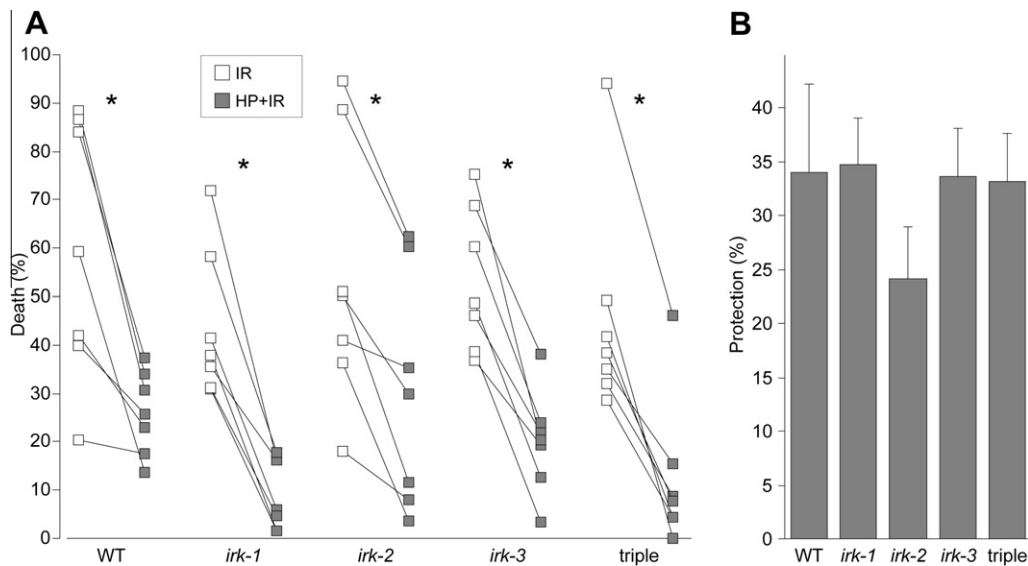 A
Death (%)
100
90
80
70
60
50
40
30
20
10
0
IR
HP+IR
*
*
*
*
*
WT
irk-1
irk-2
irk-3
triple
B
Protection (%)
40
35
30
25
20
15
10
5
0
WT
irk-1
irk-2
irk-3
triple